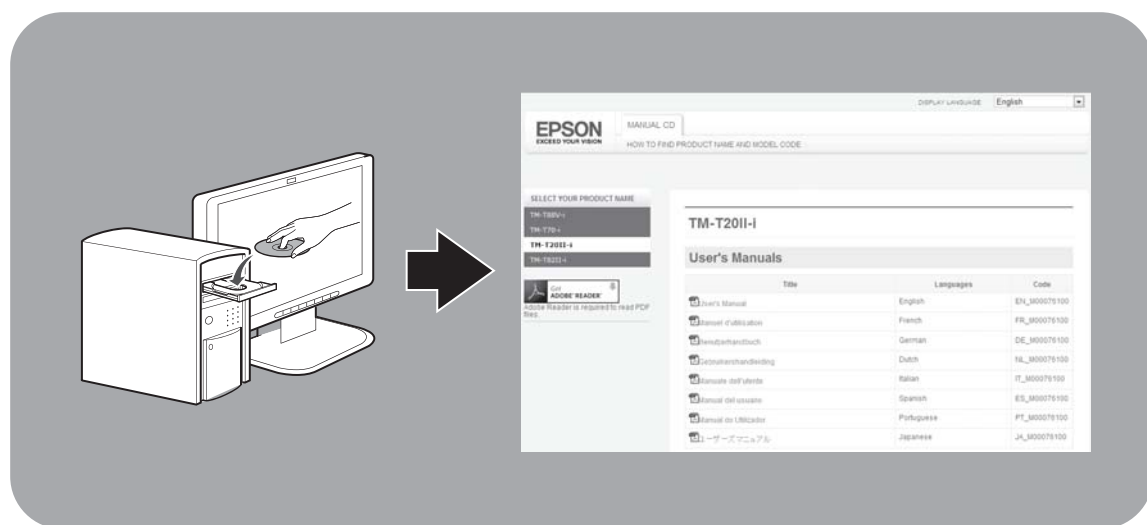 DISPLAY LANGUAGE English
EPSON
EXCEED YOUR VISION
MANUAL CD
HOW TO FIND PRODUCT NAME AND MODEL CODE
SELECT YOUR PRODUCT NAME
TM-T88V-i
TM-T70-i
TM-T20II-i
TM-T82II-i
Get
ADOBE® READER®
Adobe Reader is required to read PDF
files.
TM-T20II-i
User's Manuals
Title Languages Code
User's Manual English EN_M00076100
Manuel d'utilisation French FR_M00076100
Benutzerhandbuch German DE_M00076100
Gebruikershandleiding Dutch NL_M00076100
Manuale dell'utente Italian IT_M00076100
Manual del usuario Spanish ES_M00076100
Manual do Utilizador Portuguese PT_M00076100
ユーザーズマニュアル Japanese JA_M00076100